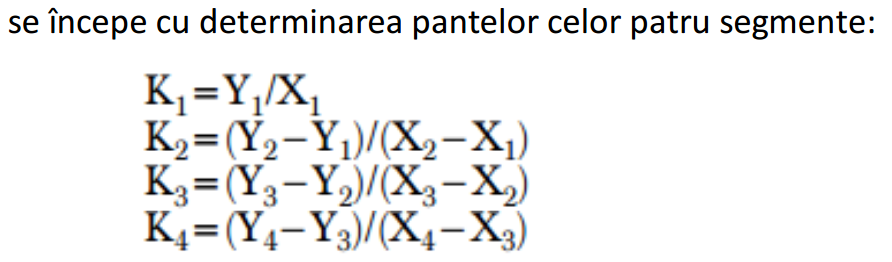 se începe cu determinarea pantelor celor patru segmente:
K₁=Y₁/X₁
K₂=(Y₂−Y₁)/(X₂−X₁)
K₃=(Y₃−Y₂)/(X₃−X₂)
K₄=(Y₄−Y₃)/(X₄−X₃)